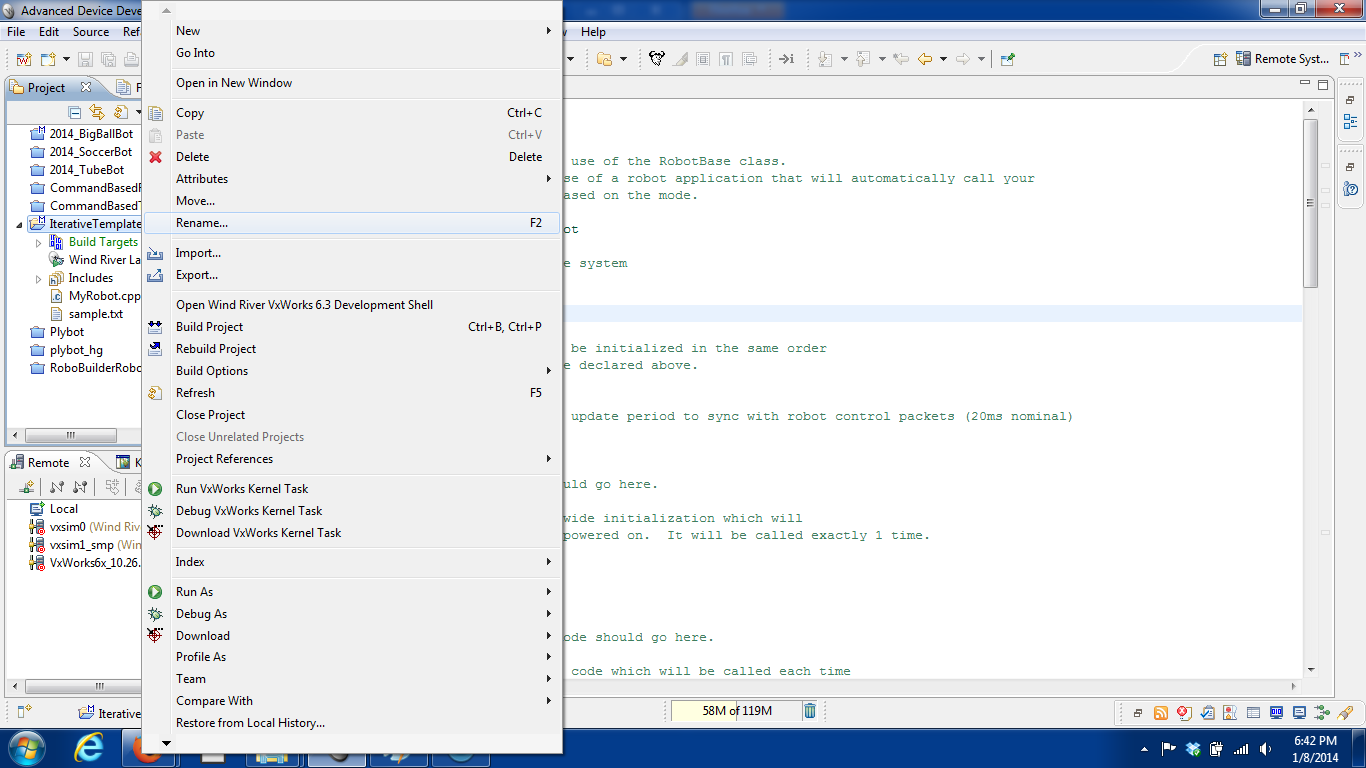 Advanced Device Deve
File Edit Source Ref
Help
Remote Syst...
Project
2014_BigBallBot
2014_SoccerBot
2014_TubeBot
CommandBased
CommandBased
IterativeTemplate
Build Targets
Wind River La
Includes
MyRobot.cpp
sample.txt
Plybot
plybot_hg
RoboBuilderRobo
Remote
Local
vxsim0 (Wind Rive
vxsim1_smp (Win
VxWorks6x_10.26.
Iterative
New
Go Into
Open in New Window
Copy Ctrl+C
Paste Ctrl+V
Delete Delete
Attributes
Move...
Rename... F2
Import...
Export...
Open Wind River VxWorks 6.3 Development Shell
Build Project Ctrl+B, Ctrl+P
Rebuild Project
Build Options
Refresh F5
Close Project
Close Unrelated Projects
Project References
Run VxWorks Kernel Task
Debug VxWorks Kernel Task
Download VxWorks Kernel Task
Index
Run As
Debug As
Download
Profile As
Team
Compare With
Restore from Local History...
use of the RobotBase class.
se of a robot application that will automatically call your
ased on the mode.
ot
e system
be initialized in the same order
e declared above.
update period to sync with robot control packets (20ms nominal)
uld go here.
wide initialization which will
powered on.  It will be called exactly 1 time.
ode should go here.
code which will be called each time
58M of 119M
6:42 PM
1/8/2014